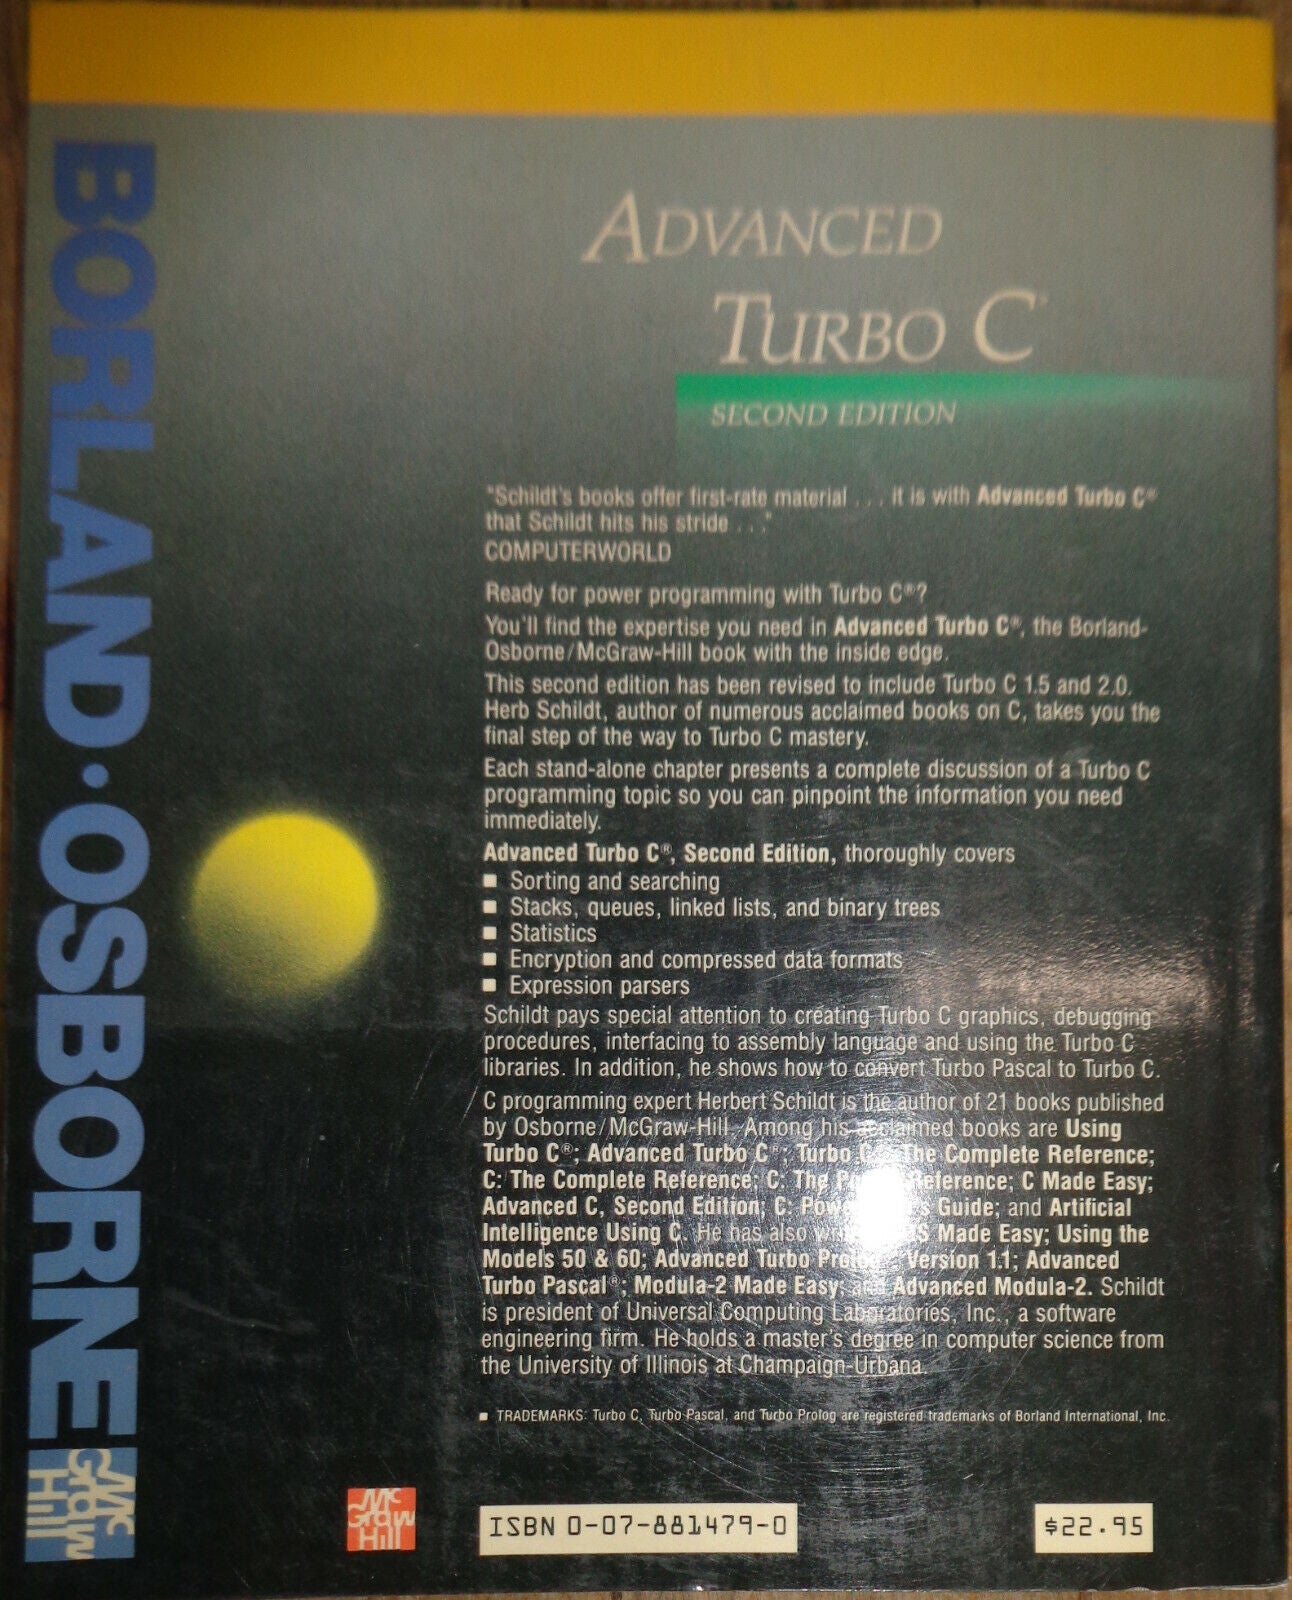 BORLAND·OSBORNE
Mc
Graw
Hill
ADVANCED
TURBO C®
SECOND EDITION
"Schildt's books offer first-rate material . . . it is with Advanced Turbo C®
that Schildt hits his stride . . ."
COMPUTERWORLD
Ready for power programming with Turbo C®?
You'll find the expertise you need in Advanced Turbo C®, the Borland-
Osborne/McGraw-Hill book with the inside edge.
This second edition has been revised to include Turbo C 1.5 and 2.0.
Herb Schildt, author of numerous acclaimed books on C, takes you the
final step of the way to Turbo C mastery.
Each stand-alone chapter presents a complete discussion of a Turbo C
programming topic so you can pinpoint the information you need
immediately.
Advanced Turbo C®, Second Edition, thoroughly covers
■ Sorting and searching
■ Stacks, queues, linked lists, and binary trees
■ Statistics
■ Encryption and compressed data formats
■ Expression parsers
Schildt pays special attention to creating Turbo C graphics, debugging
procedures, interfacing to assembly language and using the Turbo C
libraries. In addition, he shows how to convert Turbo Pascal to Turbo C.
C programming expert Herbert Schildt is the author of 21 books published
by Osborne/McGraw-Hill. Among his acclaimed books are Using
Turbo C®; Advanced Turbo C®; Turbo C The Complete Reference;
C: The Complete Reference; C: The Reference; C Made Easy;
Advanced C, Second Edition; C: Guide; and Artificial
Intelligence Using C. He has also Made Easy; Using the
Models 50 & 60; Advanced Turbo Version 1.1; Advanced
Turbo Pascal®; Modula-2 Made Easy; and Advanced Modula-2. Schildt
is president of Universal Computing Laboratories, Inc., a software
engineering firm. He holds a master's degree in computer science from
the University of Illinois at Champaign-Urbana.
■ TRADEMARKS: Turbo C, Turbo Pascal, and Turbo Prolog are registered trademarks of Borland International, Inc.
Mc
Graw
Hill
ISBN 0-07-881479-0
$22.95